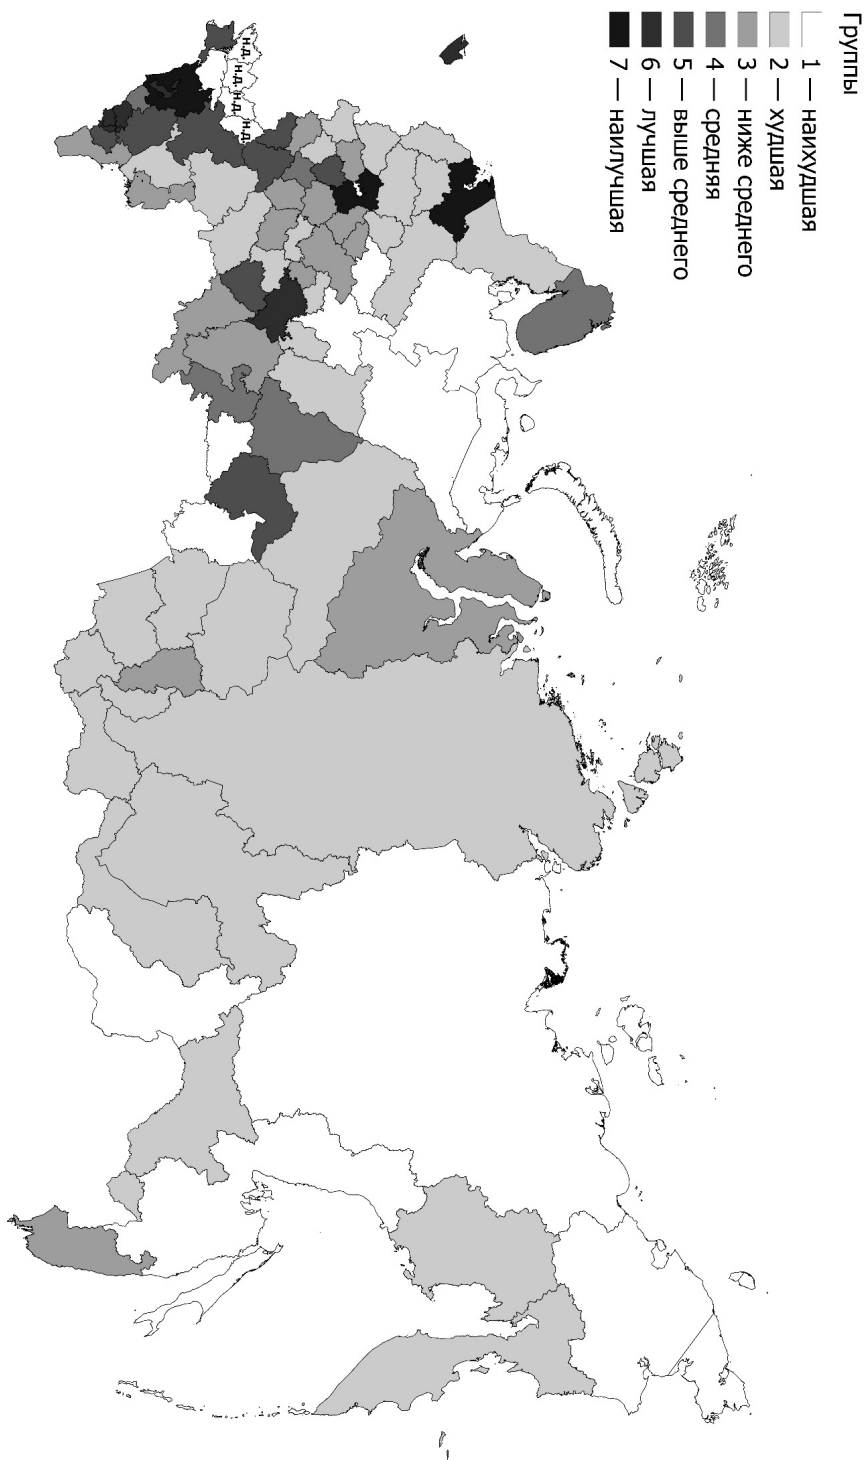 Группы
1 — наихудшая
2 — худшая
3 — ниже среднего
4 — средняя
5 — выше среднего
6 — лучшая
7 — наилучшая
н.д.
н.д.
н.д.
н.д.